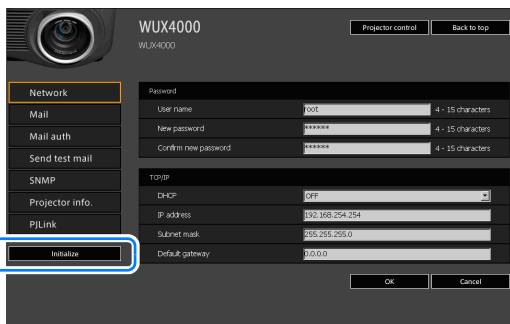 WUX4000
WUX4000
Projector control
Back to top
Network
Mail
Mail auth
Send test mail
SNMP
Projector info.
PJLink
Initialize
Password
User name root 4 - 15 characters
New password ****** 4 - 15 characters
Confirm new password ****** 4 - 15 characters
TCP/IP
DHCP OFF
IP address 192.168.254.254
Subnet mask 255.255.255.0
Default gateway 0.0.0.0
OK Cancel